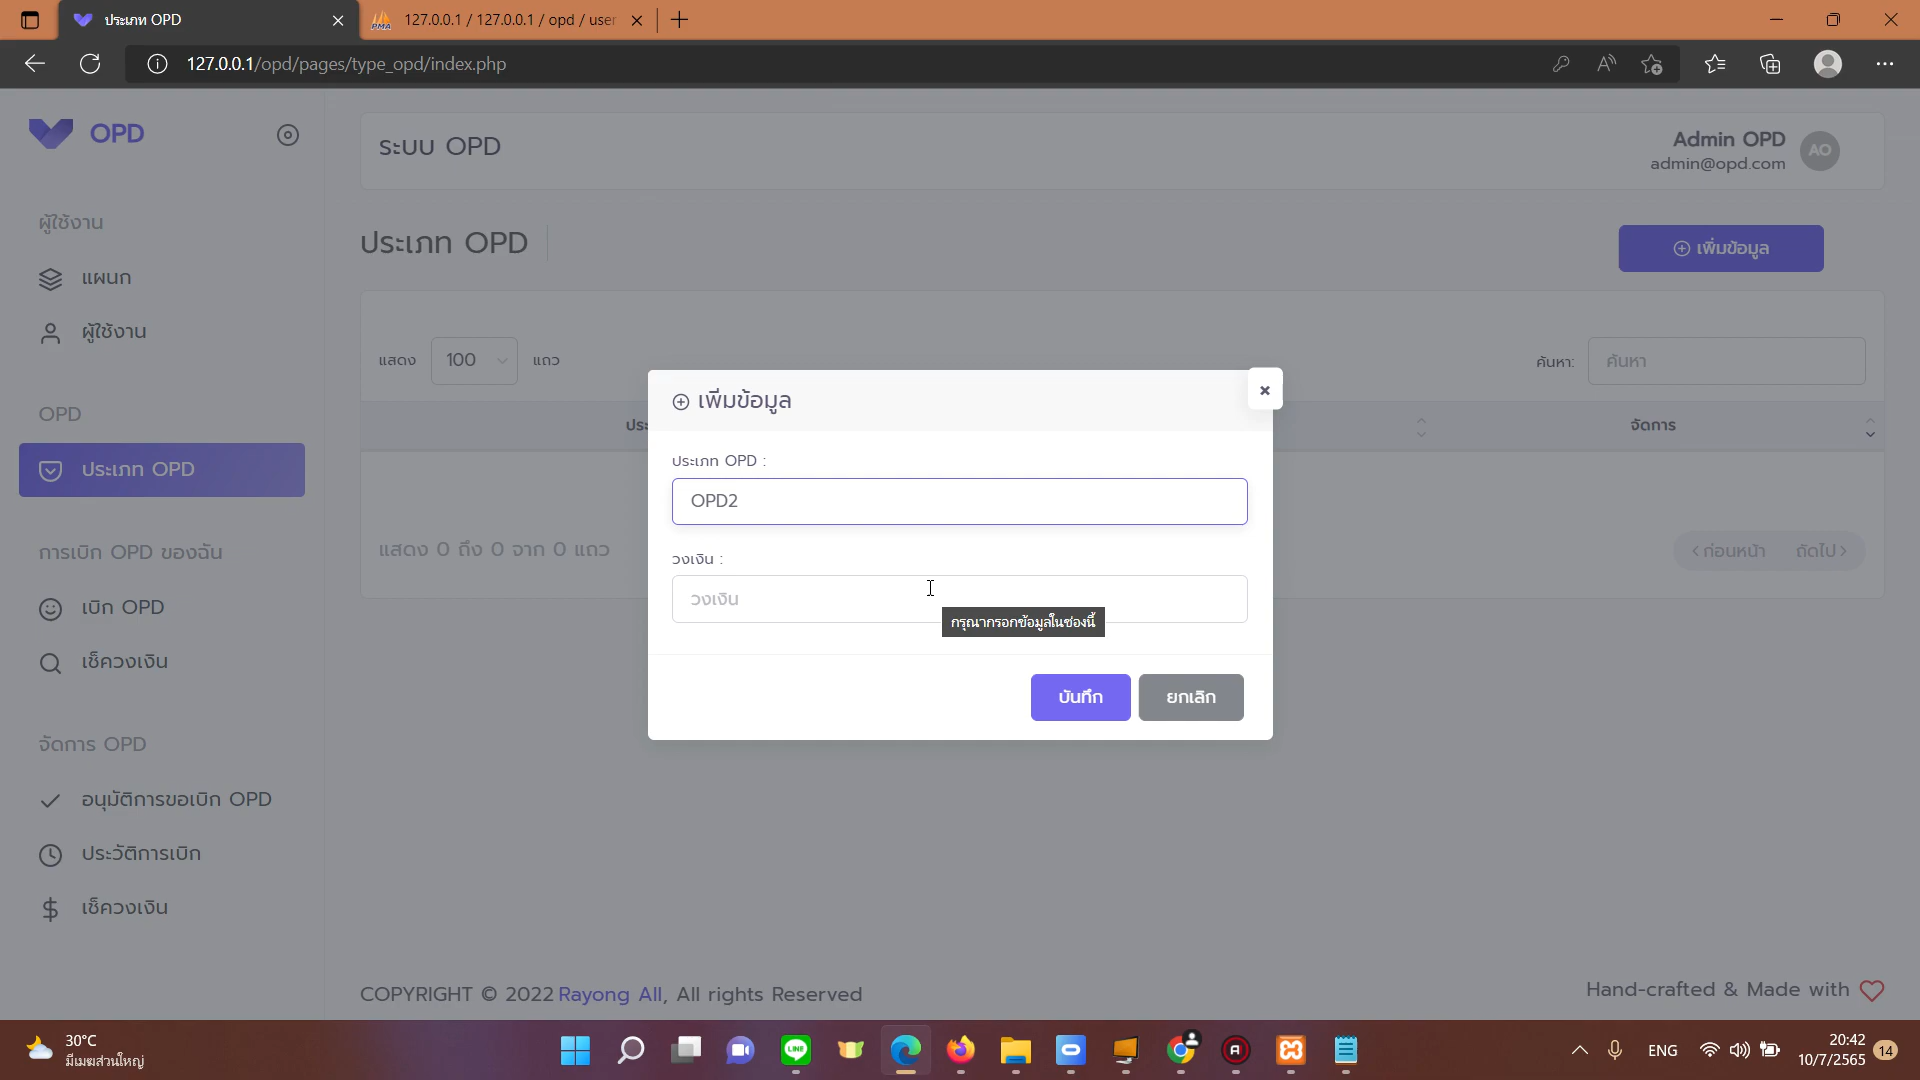 ประเภท OPD
127.0.0.1 / 127.0.0.1 / opd / user
127.0.0.1/opd/pages/type_opd/index.php
OPD
ระบบ OPD
Admin OPD
admin@opd.com
AO
ผู้ใช้งาน
แผนก
ผู้ใช้งาน
OPD
ประเภท OPD
การเบิก OPD ของฉัน
เบิก OPD
เช็ควงเงิน
จัดการ OPD
อนุมัติการขอเบิก OPD
ประวัติการเบิก
เช็ควงเงิน
ประเภท OPD
เพิ่มข้อมูล
แสดง 100 แถว
ค้นหา: ค้นหา
ประ
จัดการ
แสดง 0 ถึง 0 จาก 0 แถว
ก่อนหน้า ถัดไป
เพิ่มข้อมูล
ประเภท OPD :
OPD2
วงเงิน :
วงเงิน
กรุณากรอกข้อมูลในช่องนี้
บันทึก ยกเลิก
COPYRIGHT © 2022 Rayong All, All rights Reserved
Hand-crafted & Made with
30°C
มีเมฆส่วนใหญ่
LINE
ENG
20:42
10/7/2565
14